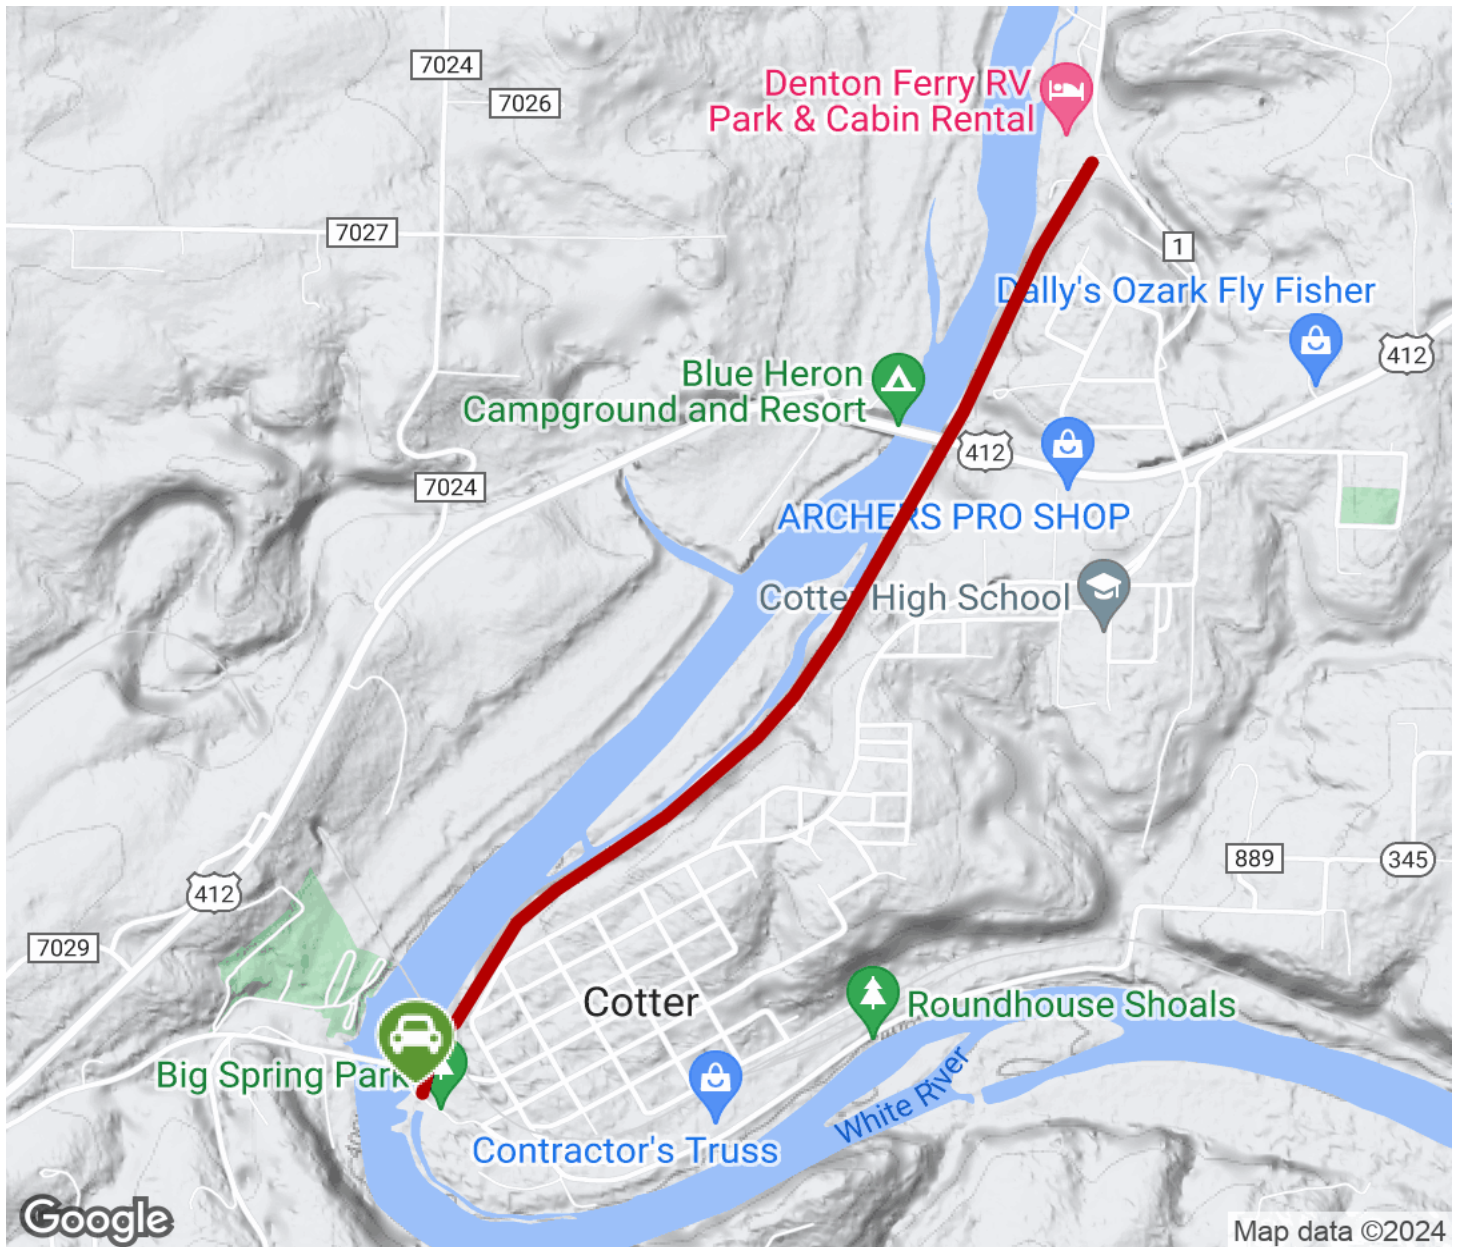 7024
7026
Denton Ferry RV
Park & Cabin Rental
7027
1
Dally's Ozark Fly Fisher
412
Blue Heron
Campground and Resort
412
7024
ARCHERS PRO SHOP
Cotter High School
889
345
412
7029
Cotter
Roundhouse Shoals
Big Spring Park
White River
Contractor's Truss
Google
Map data ©2024